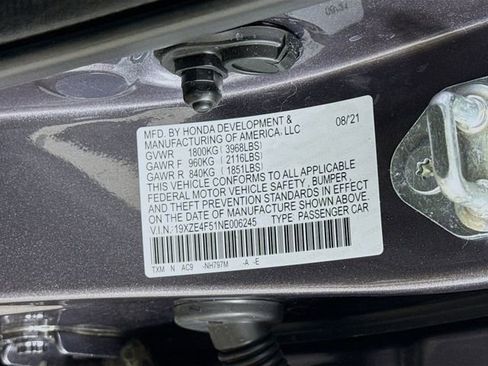 MFD. BY HONDA DEVELOPMENT & 08/21
MANUFACTURING OF AMERICA, LLC
GVWR 1800KG (3968LBS)
GAWR F 960KG (2116LBS)
GAWR R 840KG (1851LBS)
THIS VEHICLE CONFORMS TO ALL APPLICABLE
FEDERAL MOTOR VEHICLE SAFETY, BUMPER,
AND THEFT PREVENTION STANDARDS IN EFFECT
ON THE DATE OF MANUFACTURE SHOWN ABOVE.
V.I.N.: 19XZE4F51NE006245 TYPE: PASSENGER CAR
TXM N AC9 -NH797M -A -E